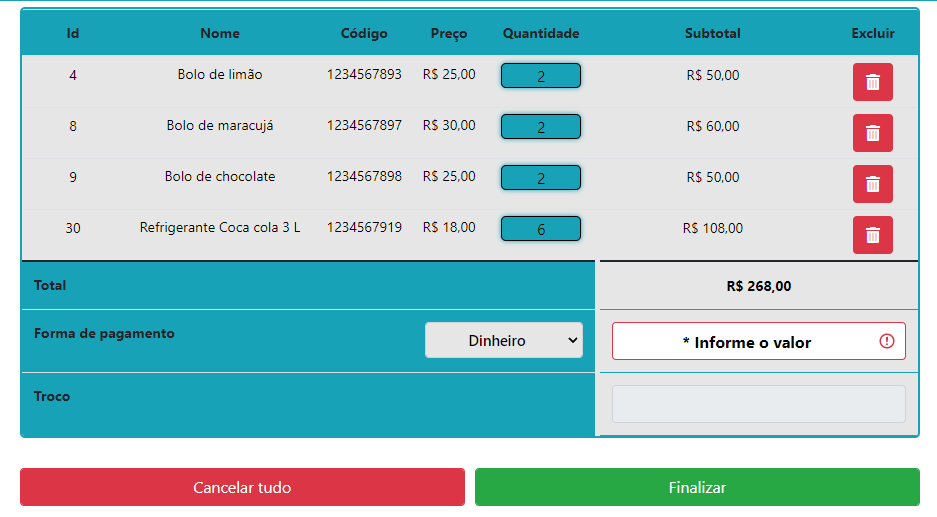 Id Nome Código Preço Quantidade Subtotal Excluir
4 Bolo de limão 1234567893 R$ 25,00 2 R$ 50,00
8 Bolo de maracujá 1234567897 R$ 30,00 2 R$ 60,00
9 Bolo de chocolate 1234567898 R$ 25,00 2 R$ 50,00
30 Refrigerante Coca cola 3 L 1234567919 R$ 18,00 6 R$ 108,00
Total R$ 268,00
Forma de pagamento Dinheiro * Informe o valor
Troco
Cancelar tudo Finalizar